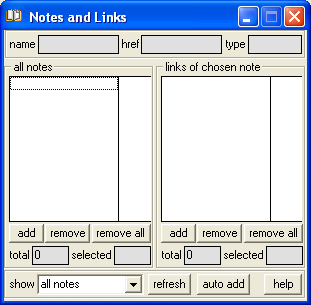 Notes and Links
name href type
all notes links of chosen note
add remove remove all add remove remove all
total 0 selected total 0 selected
show all notes refresh auto add help